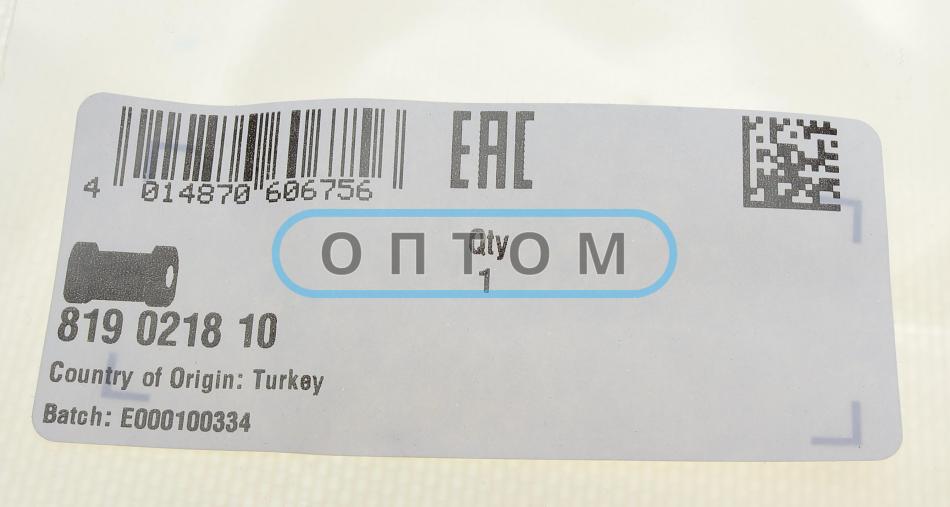 4 014870 606756
EAC
ОПТОМ
Qty
1
819 0218 10
Country of Origin: Turkey
Batch: E000100334